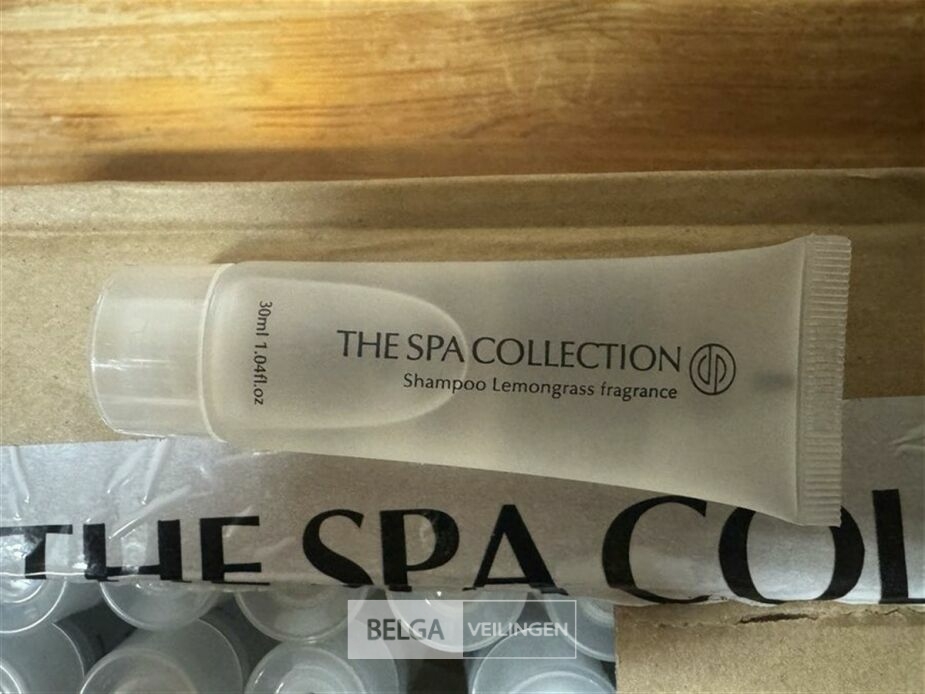 30ml 1.04fl.oz
THE SPA COLLECTION
Shampoo Lemongrass fragrance
THE SPA COL
BELGA VEILINGEN